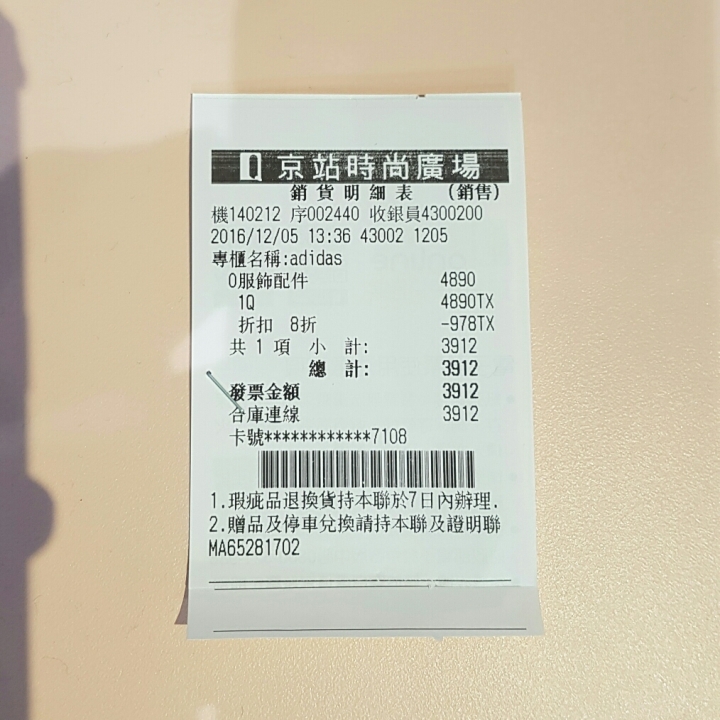 京站時尚廣場
銷貨明細表 (銷售)
機140212 序002440 收銀員4300200
2016/12/05 13:36 43002 1205
專櫃名稱:adidas
0服飾配件 4890
1Q 4890TX
折扣 8折 -978TX
共 1 項 小 計: 3912
總 計: 3912
發票金額 3912
合庫連線 3912
卡號************7108
1.瑕疵品退換貨持本聯於7日內辦理.
2.贈品及停車兌換請持本聯及證明聯
MA65281702